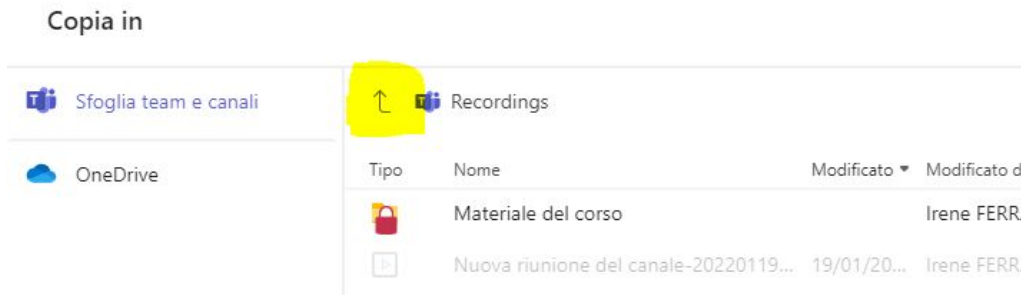 Copia in
Sfoglia team e canali
Recordings
OneDrive
Tipo Nome Modificato Modificato d
Materiale del corso Irene FERR
Nuova riunione del canale-20220119... 19/01/20... Irene FERR